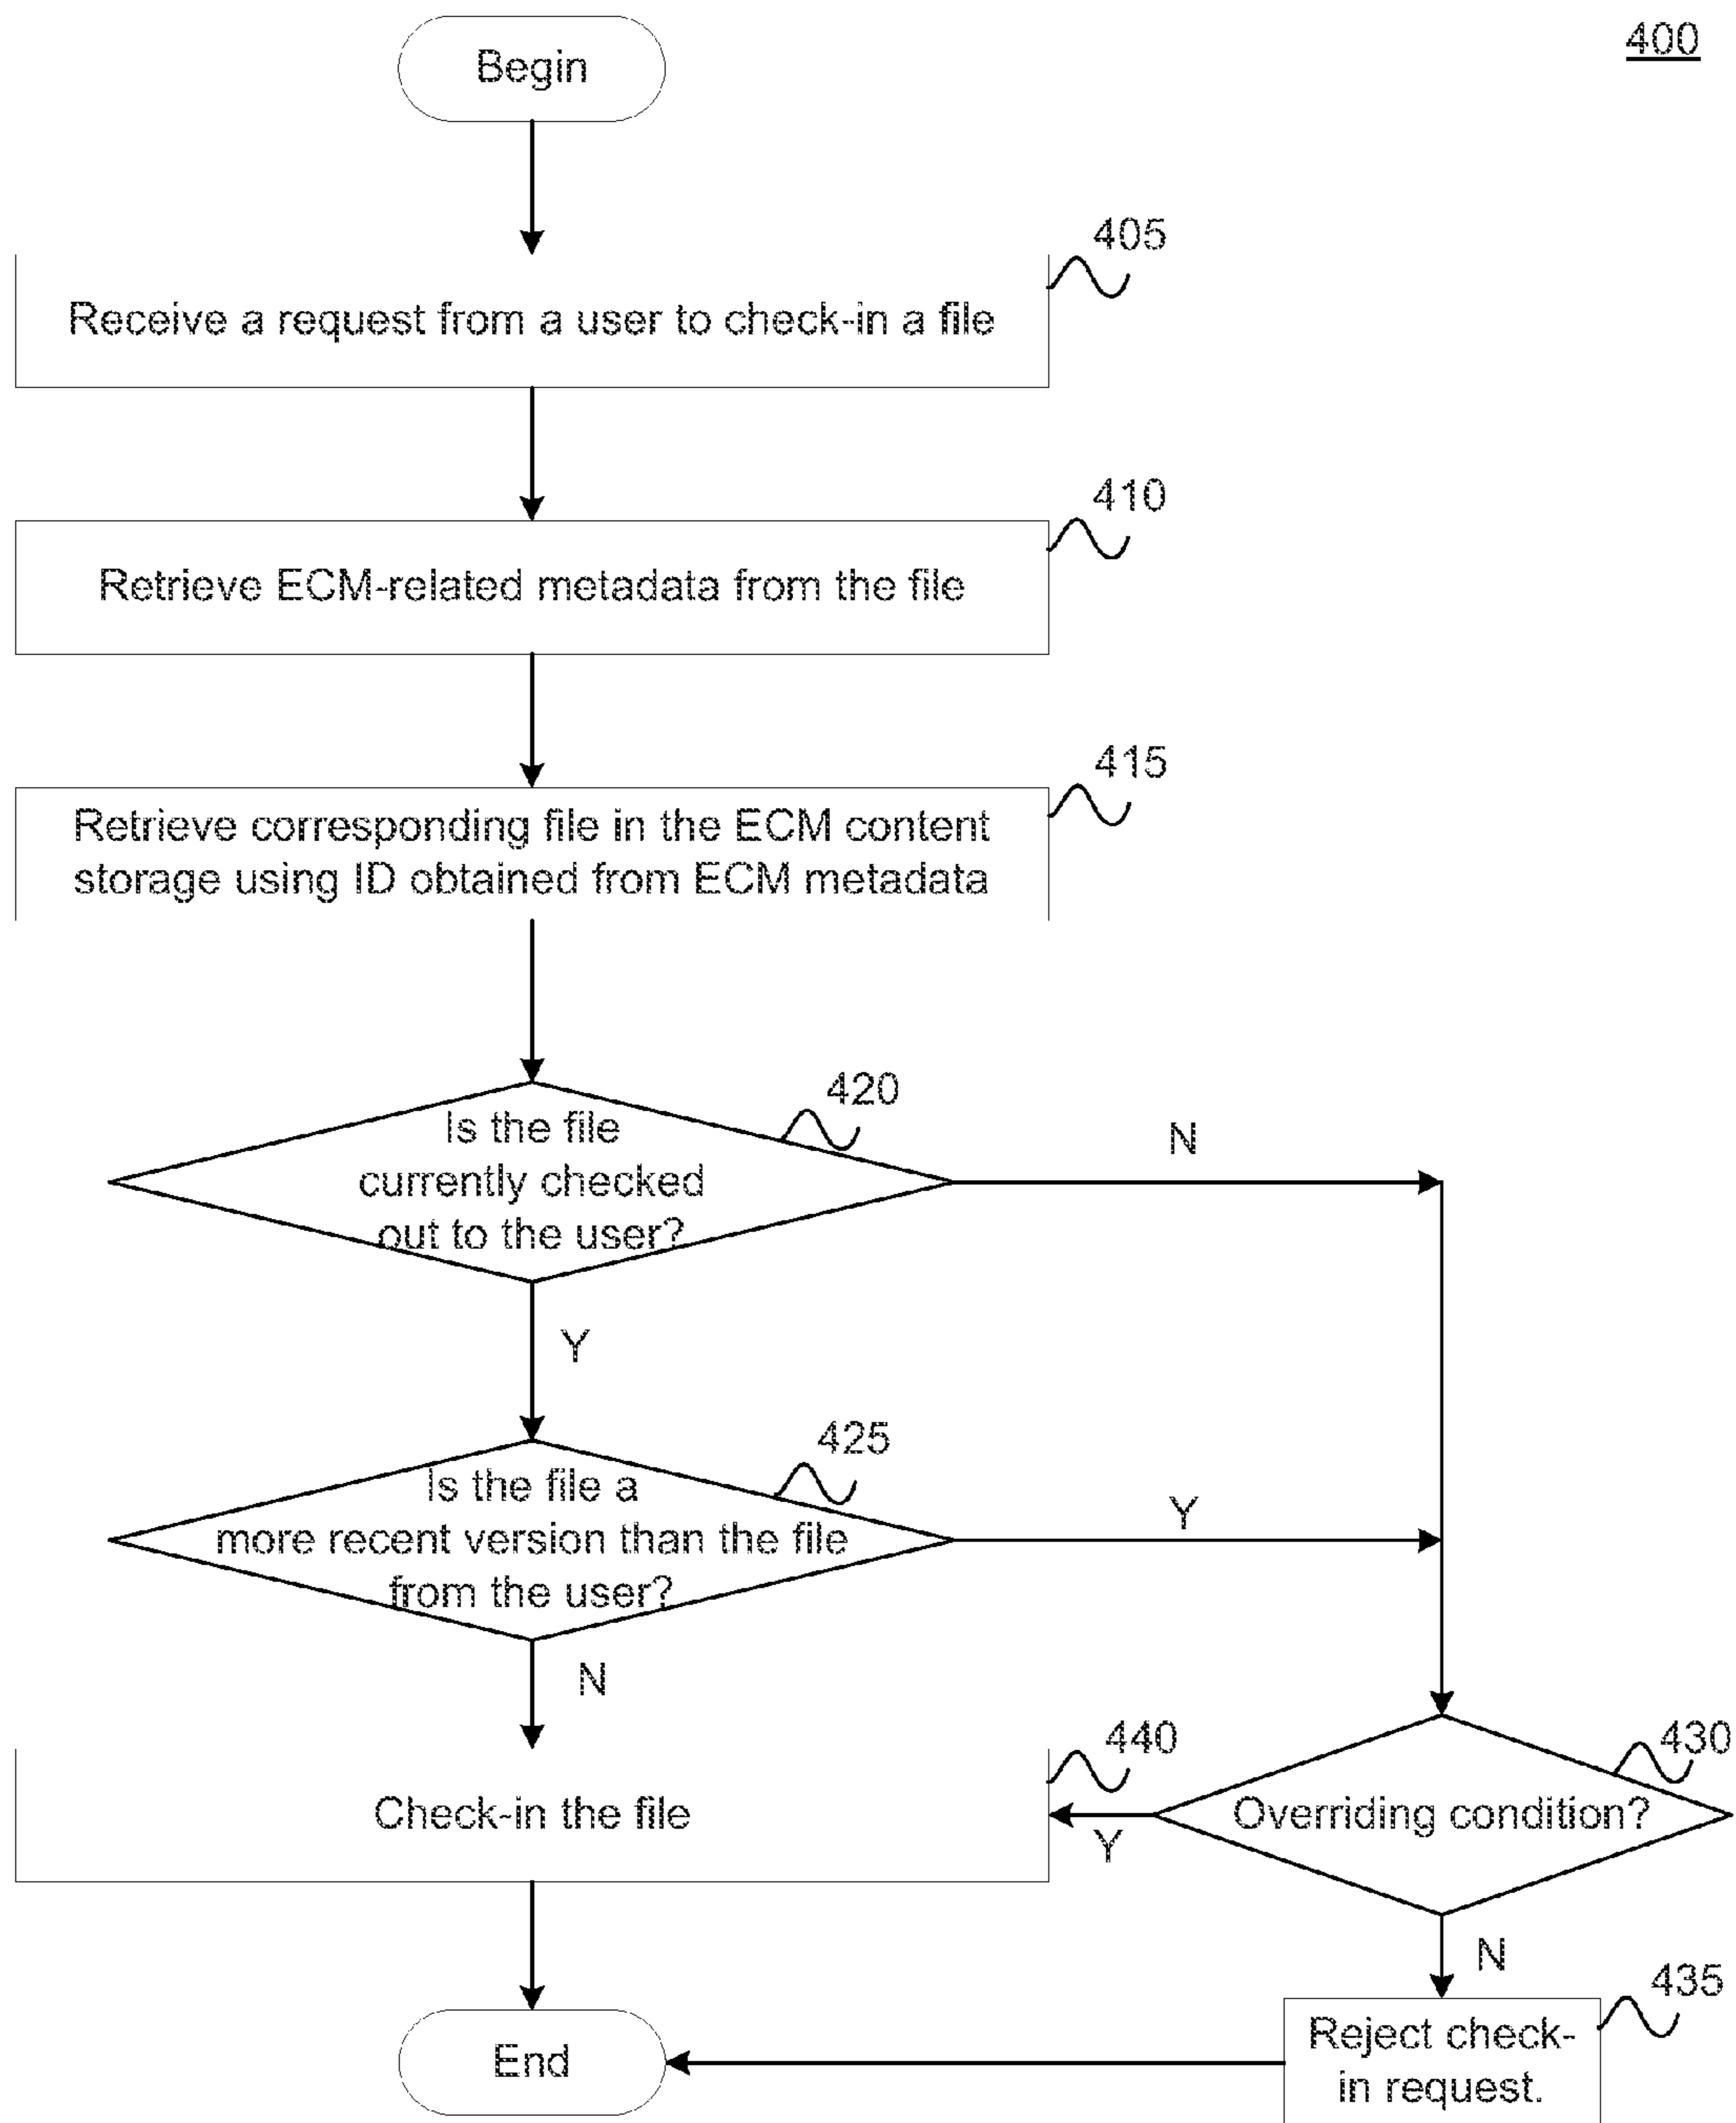 400
Begin
405
Receive a request from a user to check-in a file
410
Retrieve ECM-related metadata from the file
415
Retrieve corresponding file in the ECM content
storage using ID obtained from ECM metadata
420
Is the file
currently checked
out to the user?
N
Y
425
Is the file a
more recent version than the file
from the user?
Y
N
440
Check-in the file
430
Overriding condition?
Y
N
435
Reject check-
in request.
End